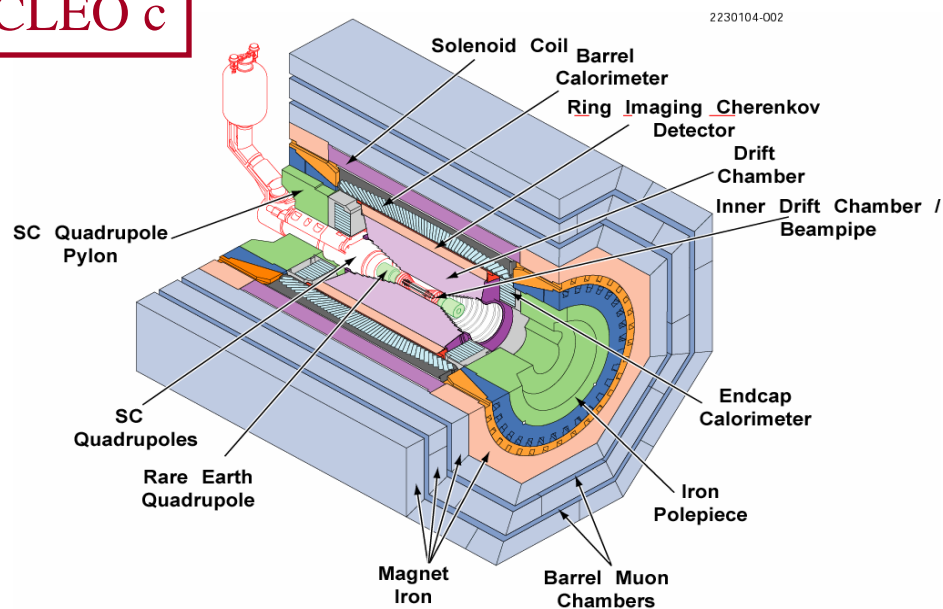 CLEO c
2230104-002
Solenoid Coil
Barrel
Calorimeter
Ring Imaging Cherenkov
Detector
Drift
Chamber
Inner Drift Chamber /
Beampipe
SC Quadrupole
Pylon
SC
Quadrupoles
Rare Earth
Quadrupole
Magnet
Iron
Barrel Muon
Chambers
Iron
Polepiece
Endcap
Calorimeter